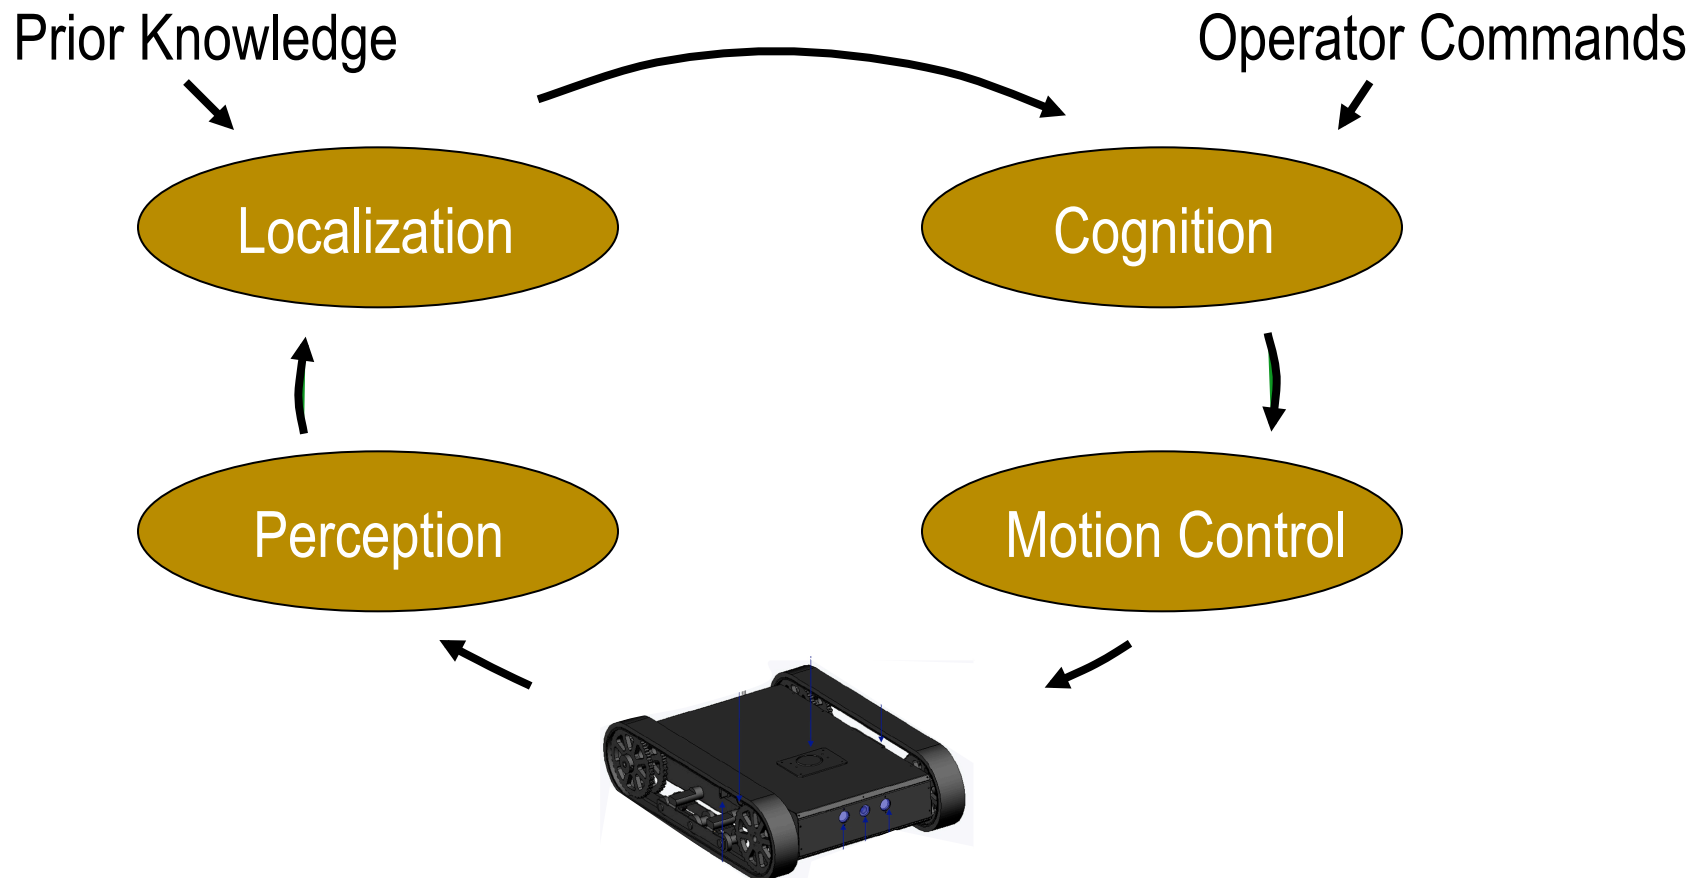 Prior Knowledge
Operator Commands
Localization
Cognition
Perception
Motion Control